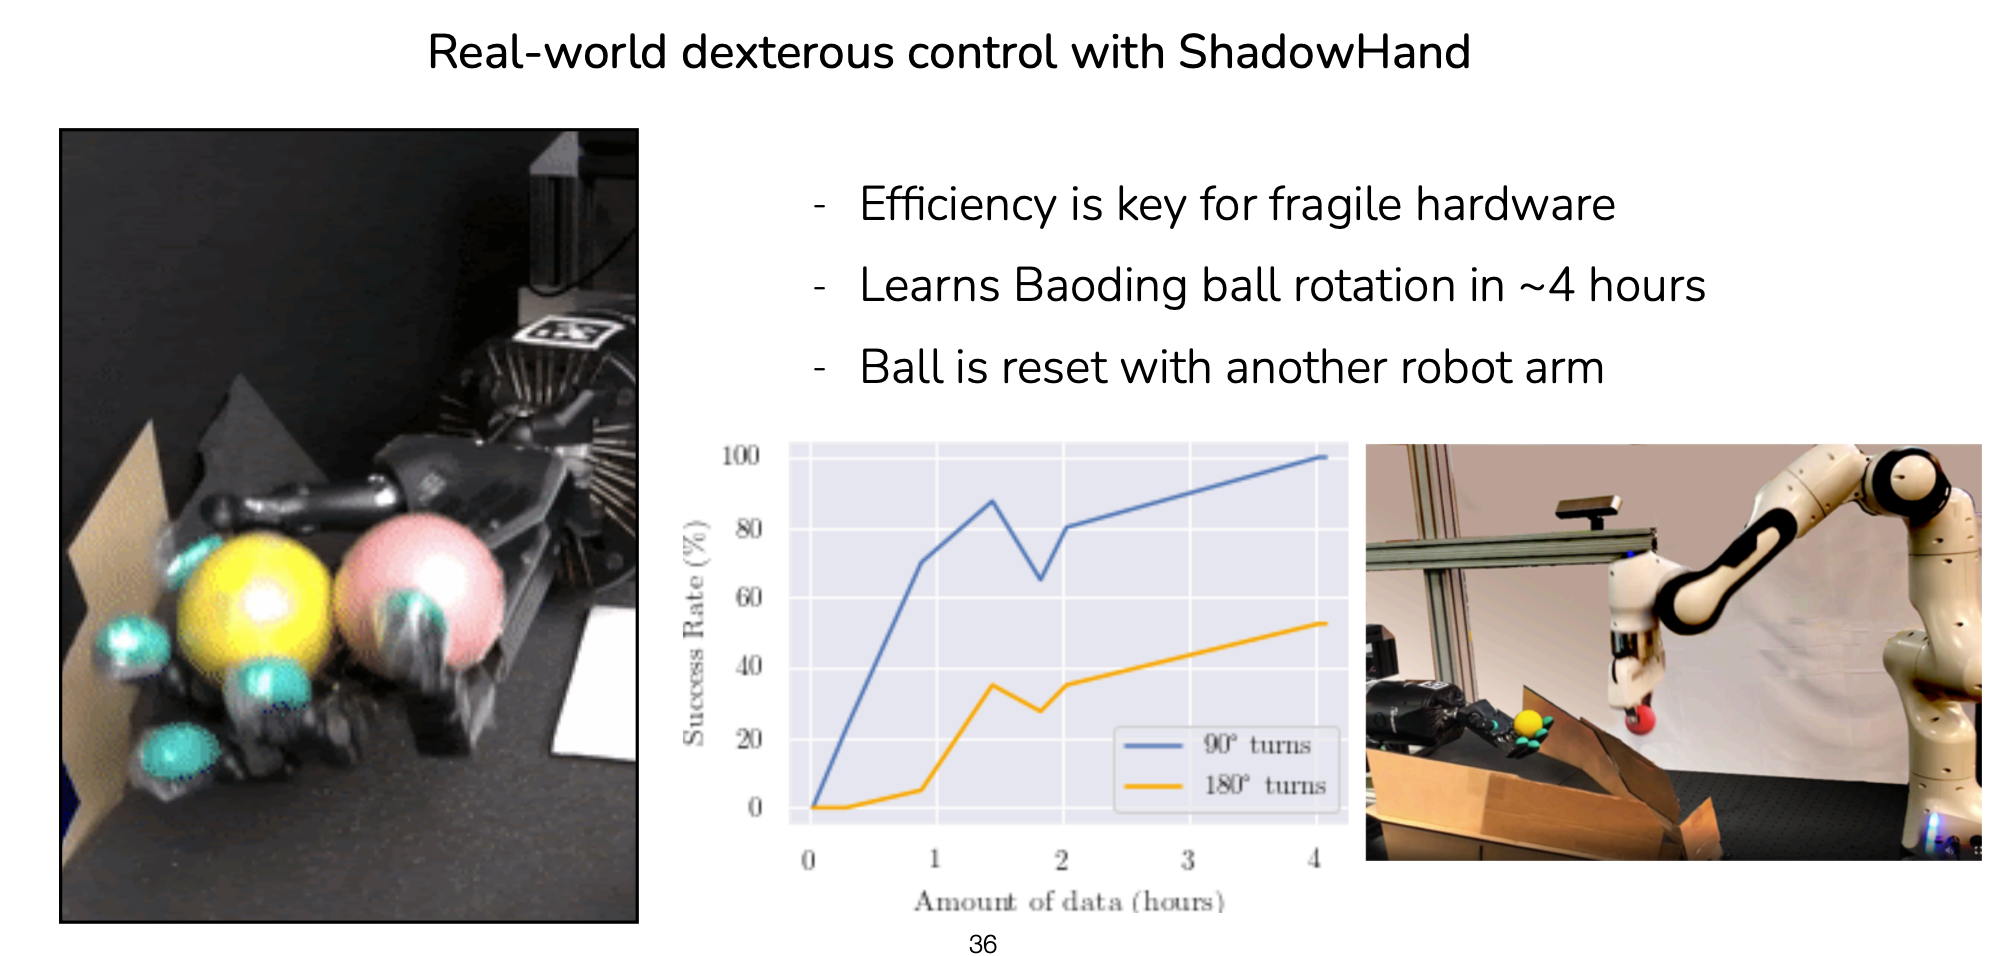 Real-world dexterous control with ShadowHand
- Efficiency is key for fragile hardware
- Learns Baoding ball rotation in ~4 hours
- Ball is reset with another robot arm
Success Rate (%)
100
80
60
40
20
0
90° turns
180° turns
0 1 2 3 4
Amount of data (hours)
36